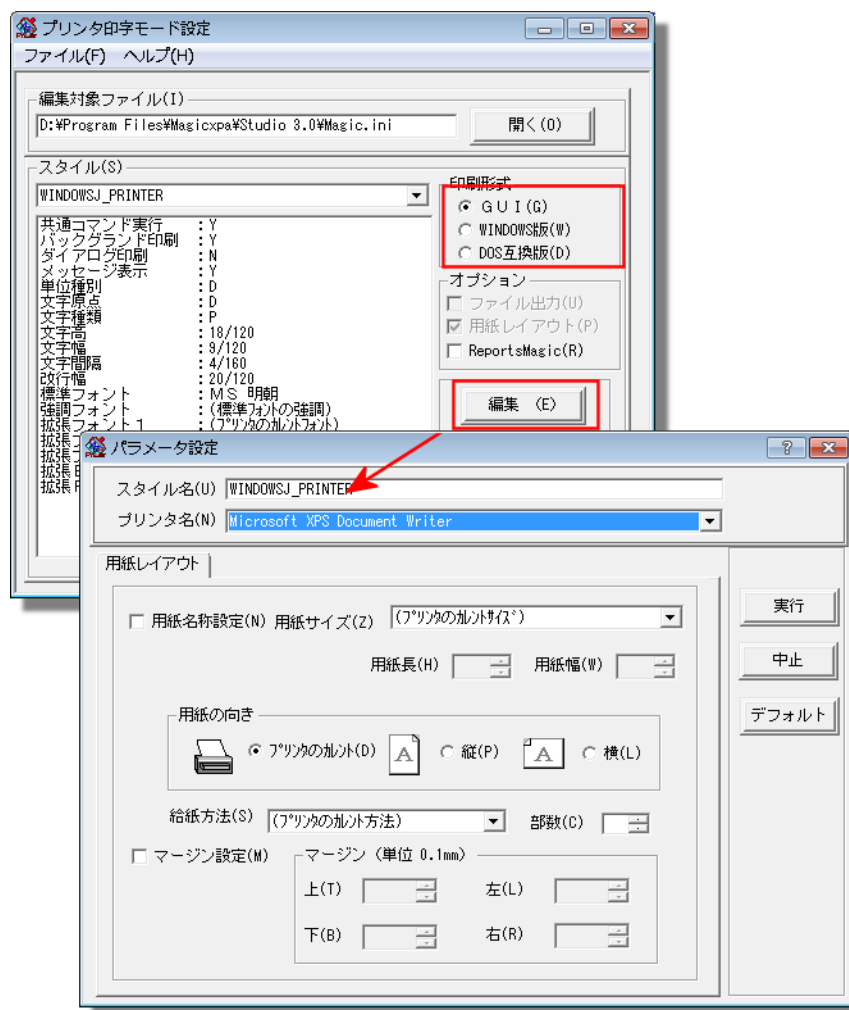 プリンタ印字モード設定
ファイル(F) ヘルプ(H)
編集対象ファイル(I)
D:¥Program Files¥Magicxpa¥Studio 3.0¥Magic.ini
開く(O)
スタイル(S)
WINDOWSJ_PRINTER
共通コマンド実行 :Y
バックグランド印刷 :Y
ダイアログ印刷 :N
メッセージ表示 :Y
単位種別 :D
文字原点 :D
文字種類 :P
文字高 :18/120
文字幅 :9/120
文字間隔 :4/160
改行幅 :20/120
標準フォント :MS 明朝
強調フォント :(標準フォントの強調)
拡張フォント1 :(プリンタのカレントフォント)
印刷形式
GUI(G)
WINDOWS版(W)
DOS互換版(D)
オプション
ファイル出力(U)
用紙レイアウト(P)
ReportsMagic(R)
編集 (E)
パラメータ設定
スタイル名(U) WINDOWSJ_PRINTER
プリンタ名(N) Microsoft XPS Document Writer
用紙レイアウト
用紙名称設定(N) 用紙サイズ(Z) (プリンタのカレントサイズ)
用紙長(H) 用紙幅(W)
用紙の向き
プリンタのカレント(D) A 縦(P) A 横(L)
給紙方法(S) (プリンタのカレント方法) 部数(C)
マージン設定(M) マージン (単位 0.1mm)
上(T) 左(L)
下(B) 右(R)
実行
中止
デフォルト